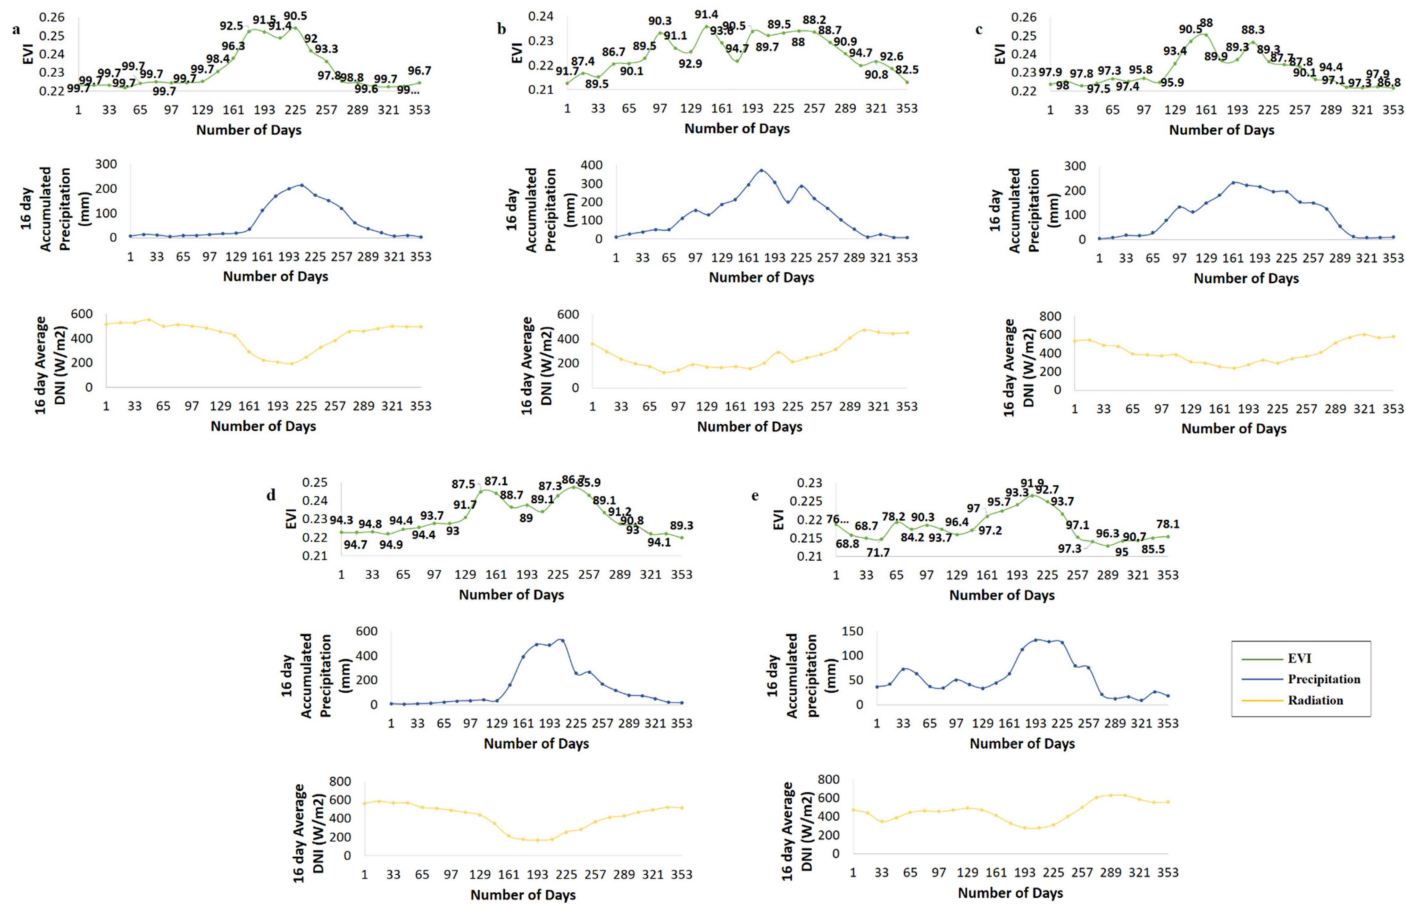 a
EVI
0.26
0.25
0.24
0.23
0.22
99.7 99.7 99.7 99.7 99.7 99.7 99.7 99.7 99.7 98.4 96.3 92.5 91.5 91.4 90.5 92 93.3 97.8 98.8 99.6 99.7 99... 96.7
1 33 65 97 129 161 193 225 257 289 321 353
Number of Days
16 day
Accumulated
Precipitation
(mm)
300
200
100
0
1 33 65 97 129 161 193 225 257 289 321 353
Number of Days
16 day Average
DNI (W/m2)
600
400
200
0
1 33 65 97 129 161 193 225 257 289 321 353
Number of Days
b
EVI
0.24
0.23
0.22
0.21
91.7 87.4 89.5 86.7 90.1 89.5 90.3 91.1 92.9 91.4 93.8 94.7 90.5 89.7 89.5 88 88.2 88.7 90.9 94.7 90.8 92.6 82.5
1 33 65 97 129 161 193 225 257 289 321 353
Number of Days
16 day
Accumulated
Precipitation
(mm)
400
300
200
100
0
1 33 65 97 129 161 193 225 257 289 321 353
Number of Days
16 day Average
DNI (W/m2)
600
400
200
0
1 33 65 97 129 161 193 225 257 289 321 353
Number of Days
c
EVI
0.26
0.25
0.24
0.23
0.22
97.9 98 97.8 97.5 97.3 97.4 95.8 95.9 93.4 90.5 88 89.9 89.3 88.3 89.3 87.7 87.8 90.1 94.4 97.1 97.3 97.9 86.8
1 33 65 97 129 161 193 225 257 289 321 353
Number of Days
16 day
Accumulated
Precipitation
(mm)
300
200
100
0
1 33 65 97 129 161 193 225 257 289 321 353
Number of Days
16 day Average
DNI (W/m2)
800
600
400
200
0
1 33 65 97 129 161 193 225 257 289 321 353
Number of Days
d
EVI
0.25
0.24
0.23
0.22
0.21
94.3 94.7 94.8 94.9 94.4 94.4 93.7 93 91.7 87.5 87.1 88.7 89 89.1 87.3 86.7 85.9 89.1 91.2 90.8 93 94.1 89.3
1 33 65 97 129 161 193 225 257 289 321 353
Number of Days
16 day
Accumulated
Precipitation
(mm)
600
400
200
0
1 33 65 97 129 161 193 225 257 289 321 353
Number of Days
16 day Average
DNI (W/m2)
800
600
400
200
0
1 33 65 97 129 161 193 225 257 289 321 353
Number of Days
e
EVI
0.23
0.225
0.22
0.215
0.21
76... 68.8 68.7 71.7 78.2 84.2 90.3 93.7 96.4 97.2 97 95.7 93.3 91.9 92.7 93.7 97.1 97.3 96.3 95 90.7 85.5 78.1
1 33 65 97 129 161 193 225 257 289 321 353
Number of Days
16 day
Accumulated
precipitation
(mm)
150
100
50
0
1 33 65 97 129 161 193 225 257 289 321 353
Number of Days
16 day Average
DNI (W/m2)
800
600
400
200
0
1 33 65 97 129 161 193 225 257 289 321 353
Number of Days
EVI
Precipitation
Radiation